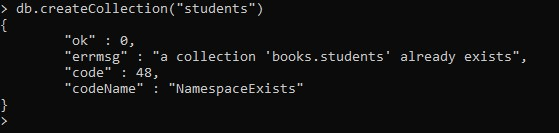 > db.createCollection("students")
{
        "ok" : 0,
        "errmsg" : "a collection 'books.students' already exists",
        "code" : 48,
        "codeName" : "NamespaceExists"
}
>